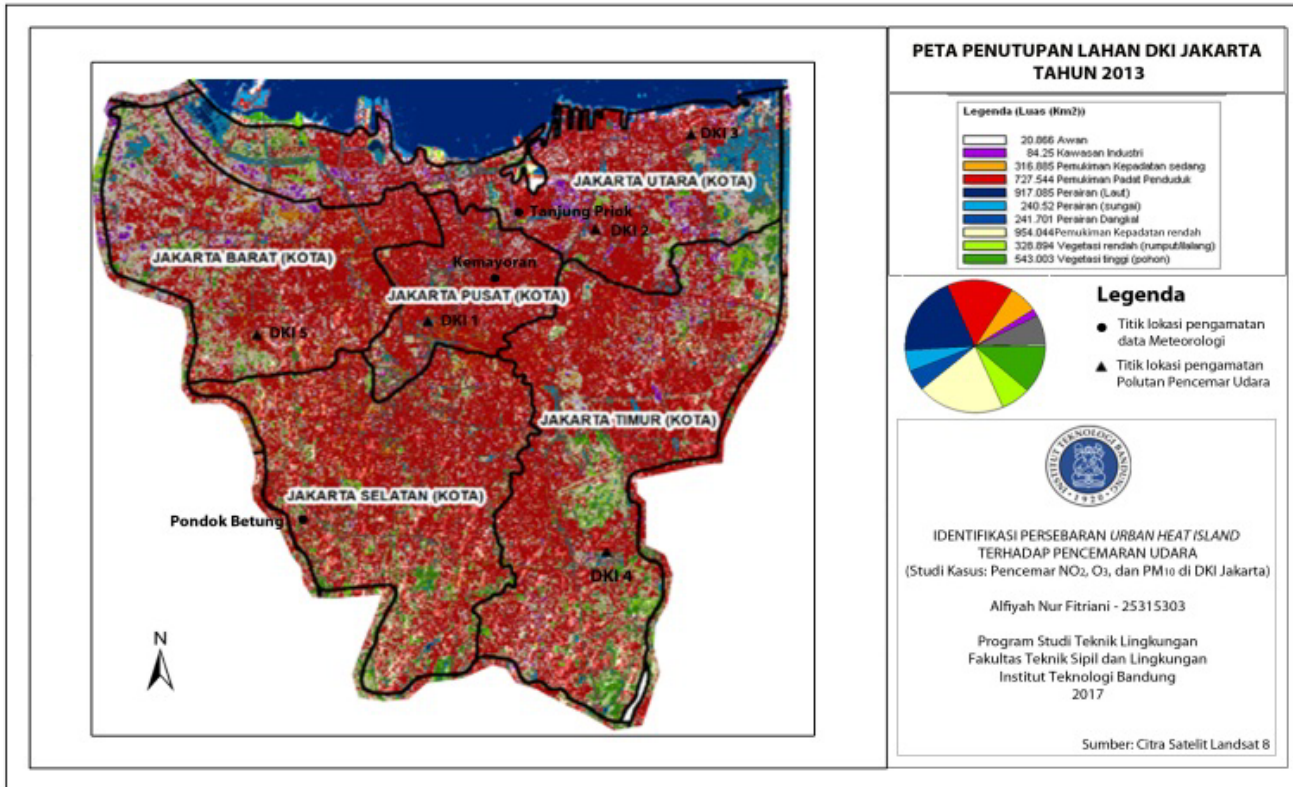 PETA PENUTUPAN LAHAN DKI JAKARTA
TAHUN 2013
Legenda (Luas (Km2))
20.866 Awan
84.25 Kawasan Industri
316.885 Pemukiman Kepadatan sedang
727.544 Pemukiman Padat Penduduk
917.085 Perairan (Laut)
240.52 Perairan (sungai)
241.701 Perairan Dangkal
954.044 Pemukiman Kepadatan rendah
328.894 Vegetasi rendah (rumput/ilalang)
543.003 Vegetasi tinggi (pohon)
Legenda
Titik lokasi pengamatan
data Meteorologi
Titik lokasi pengamatan
Polutan Pencemar Udara
INSTITUT TEKNOLOGI BANDUNG
1920
IDENTIFIKASI PERSEBARAN URBAN HEAT ISLAND
TERHADAP PENCEMARAN UDARA
(Studi Kasus: Pencemar NO2, O3, dan PM10 di DKI Jakarta)
Alfiyah Nur Fitriani - 25315303
Program Studi Teknik Lingkungan
Fakultas Teknik Sipil dan Lingkungan
Institut Teknologi Bandung
2017
Sumber: Citra Satelit Landsat 8
DKI 3
JAKARTA UTARA (KOTA)
Tanjung Priok
DKI 2
JAKARTA BARAT (KOTA)
Kemayoran
JAKARTA PUSAT (KOTA)
DKI 1
DKI 5
JAKARTA TIMUR (KOTA)
JAKARTA SELATAN (KOTA)
Pondok Betung
DKI 4
N